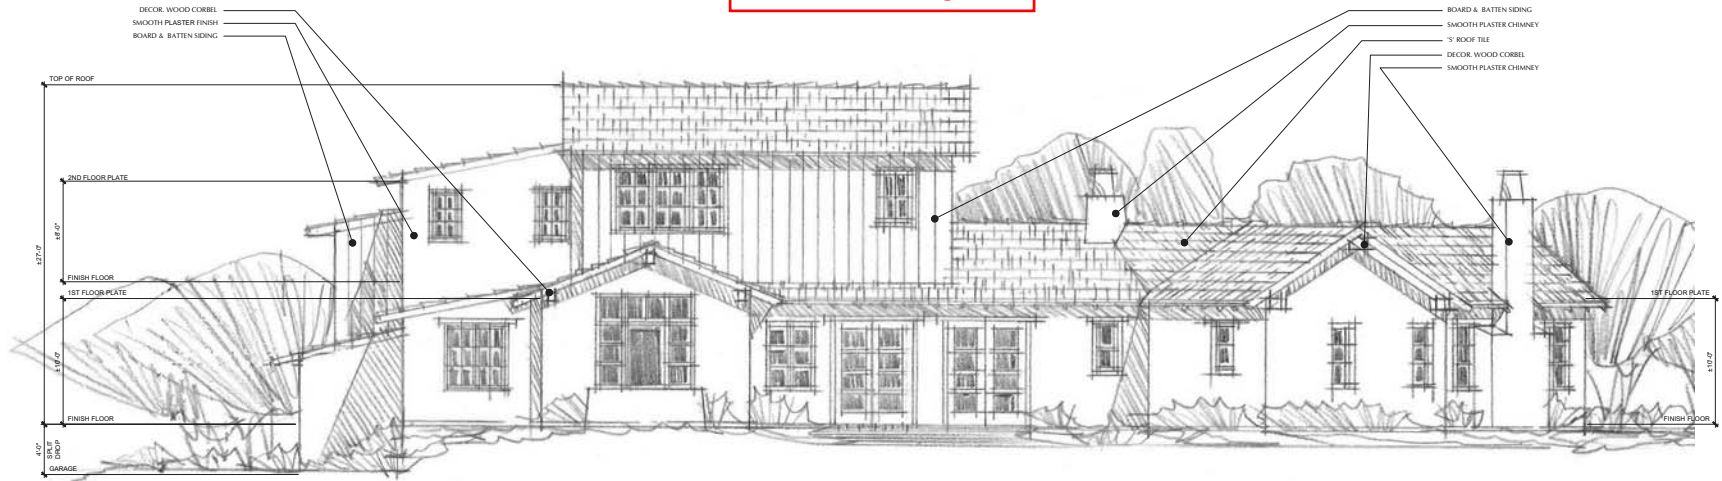 DECOR. WOOD CORBEL
SMOOTH PLASTER FINISH
BOARD & BATTEN SIDING
BOARD & BATTEN SIDING
SMOOTH PLASTER CHIMNEY
'S' ROOF TILE
DECOR. WOOD CORBEL
SMOOTH PLASTER CHIMNEY
TOP OF ROOF
2ND FLOOR PLATE
±8'-0"
±27'-0"
FINISH FLOOR
1ST FLOOR PLATE
±10'-0"
FINISH FLOOR
4'-0"
SPLIT
DROP
GARAGE
1ST FLOOR PLATE
±10'-0"
FINISH FLOOR